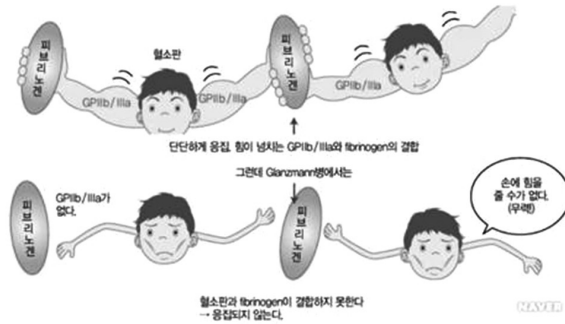 피브리노겐
혈소판
피브리노겐
GPIIb/IIIa
GPIIb/IIIa
GPIIb/IIIa
단단하게 응집. 힘이 넘치는 GPIIb/IIIa와 fibrinogen의 결합
그런데 Glanzmann병에서는
피브리노겐
GPIIb/IIIa가
없다.
피브리노겐
손에 힘을
줄 수가 없다.
(무력!)
혈소판과 fibrinogen이 결합하지 못한다
→ 응집되지 않는다.
NAVER